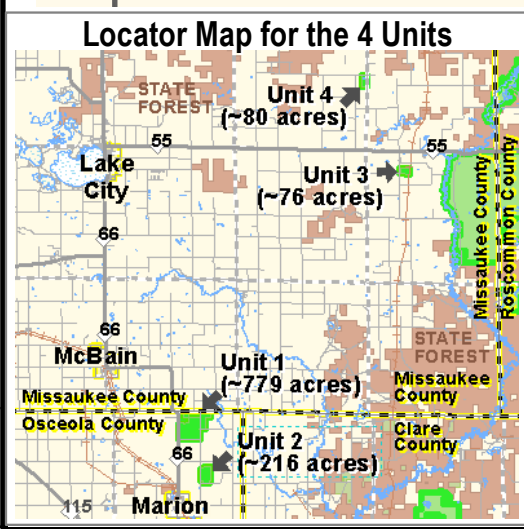 Locator Map for the 4 Units
STATE
FOREST
Unit 4
(~80 acres)
55
55
Lake
City
Unit 3
(~76 acres)
Missaukee County
Roscommon County
66
66
STATE
FOREST
McBain
Unit 1
(~779 acres)
Missaukee County
Missaukee
County
Osceola County
Clare
County
66
Unit 2
(~216 acres)
115
Marion